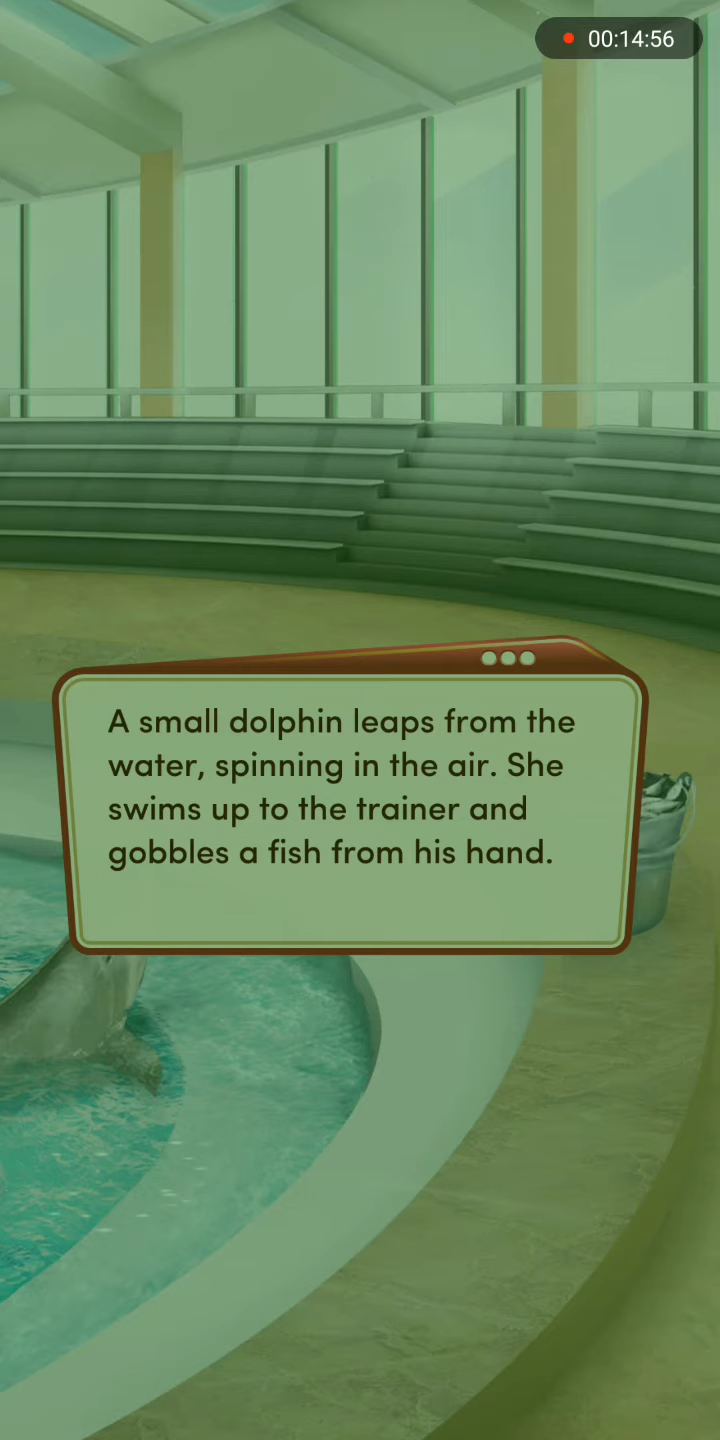 00:14:56
A small dolphin leaps from the
water, spinning in the air. She
swims up to the trainer and
gobbles a fish from his hand.